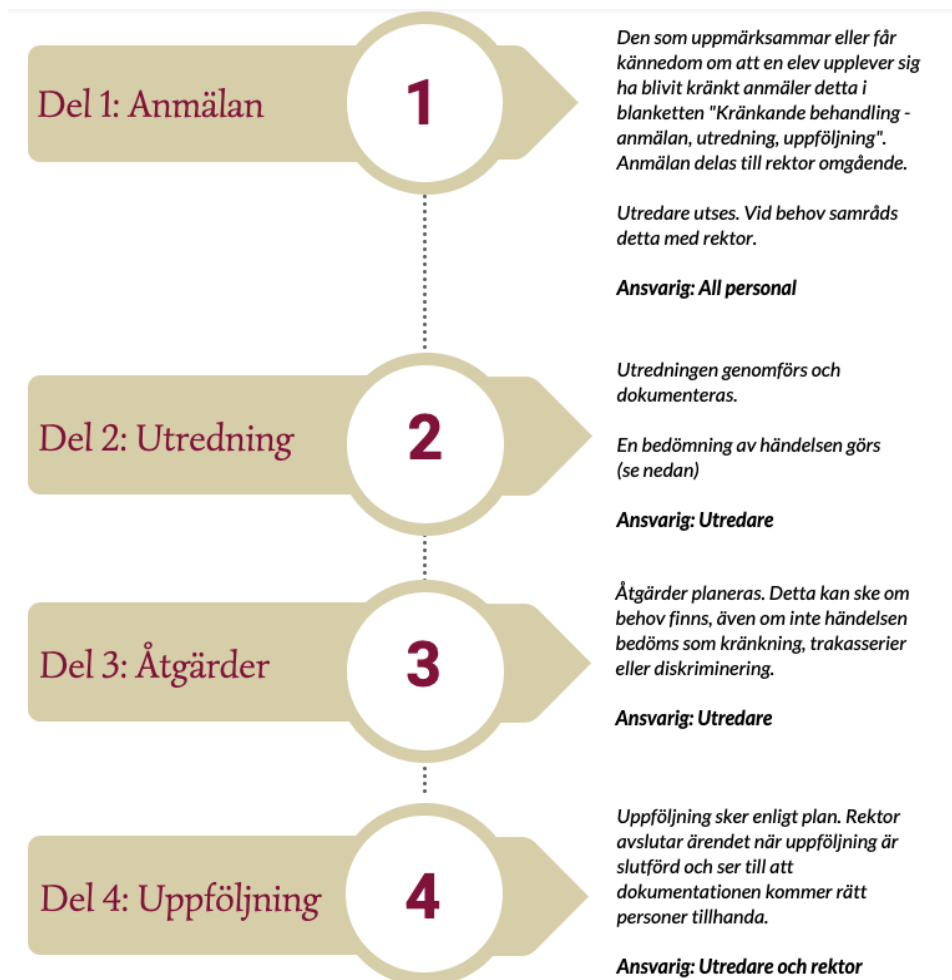 Del 1: Anmälan
1
Den som uppmärksammar eller får
kännedom om att en elev upplever sig
ha blivit kränkt anmäler detta i
blanketten "Kränkande behandling -
anmälan, utredning, uppföljning".
Anmälan delas till rektor omgående.
Utredare utses. Vid behov samråds
detta med rektor.
Ansvarig: All personal
Del 2: Utredning
2
Utredningen genomförs och
dokumenteras.
En bedömning av händelsen görs
(se nedan)
Ansvarig: Utredare
Del 3: Åtgärder
3
Åtgärder planeras. Detta kan ske om
behov finns, även om inte händelsen
bedöms som kränkning, trakasserier
eller diskriminering.
Ansvarig: Utredare
Del 4: Uppföljning
4
Uppföljning sker enligt plan. Rektor
avslutar ärendet när uppföljning är
slutförd och ser till att
dokumentationen kommer rätt
personer tillhanda.
Ansvarig: Utredare och rektor